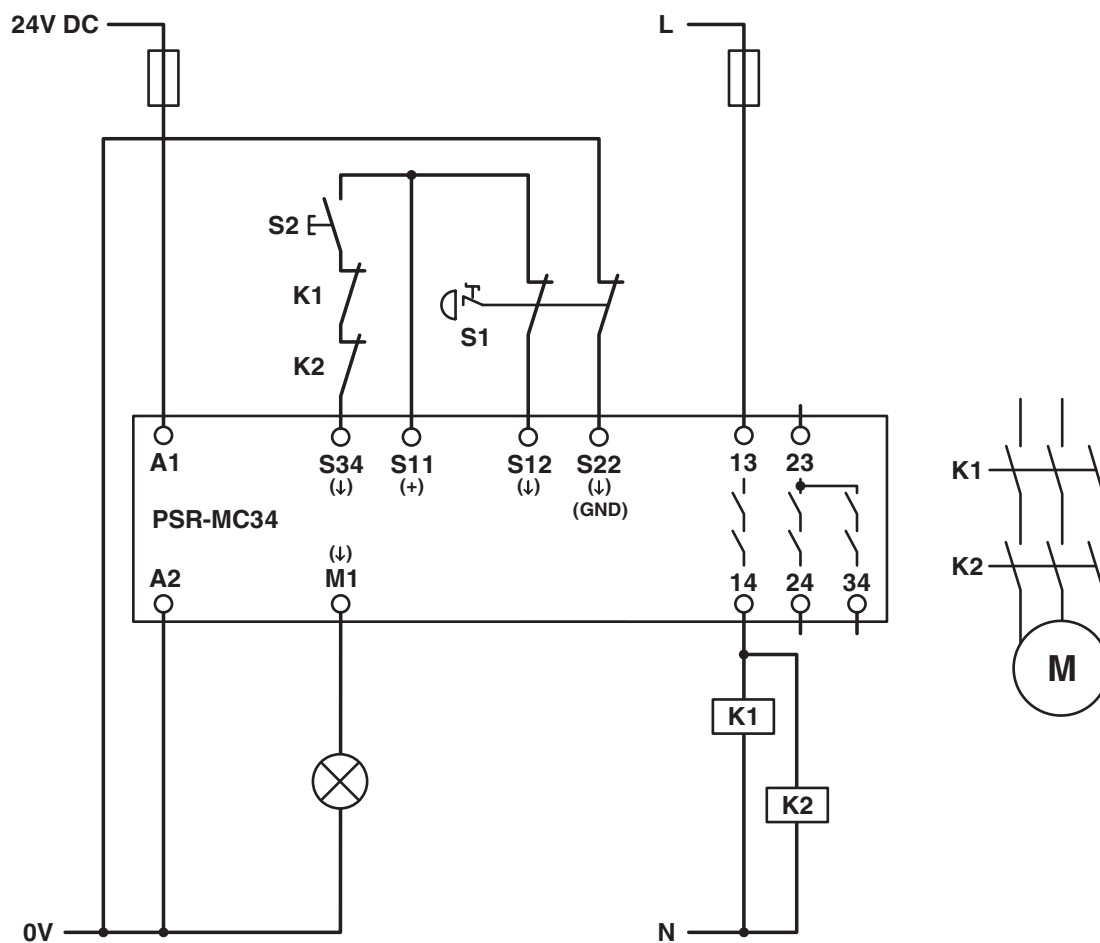 24V DC
L
S2
K1
S1
K2
A1
S34
(↓)
S11
(+)
S12
(↓)
S22
(↓)
(GND)
13
23
PSR-MC34
A2
(↓)
M1
14
24
34
K1
K2
M
K1
K2
0V
N